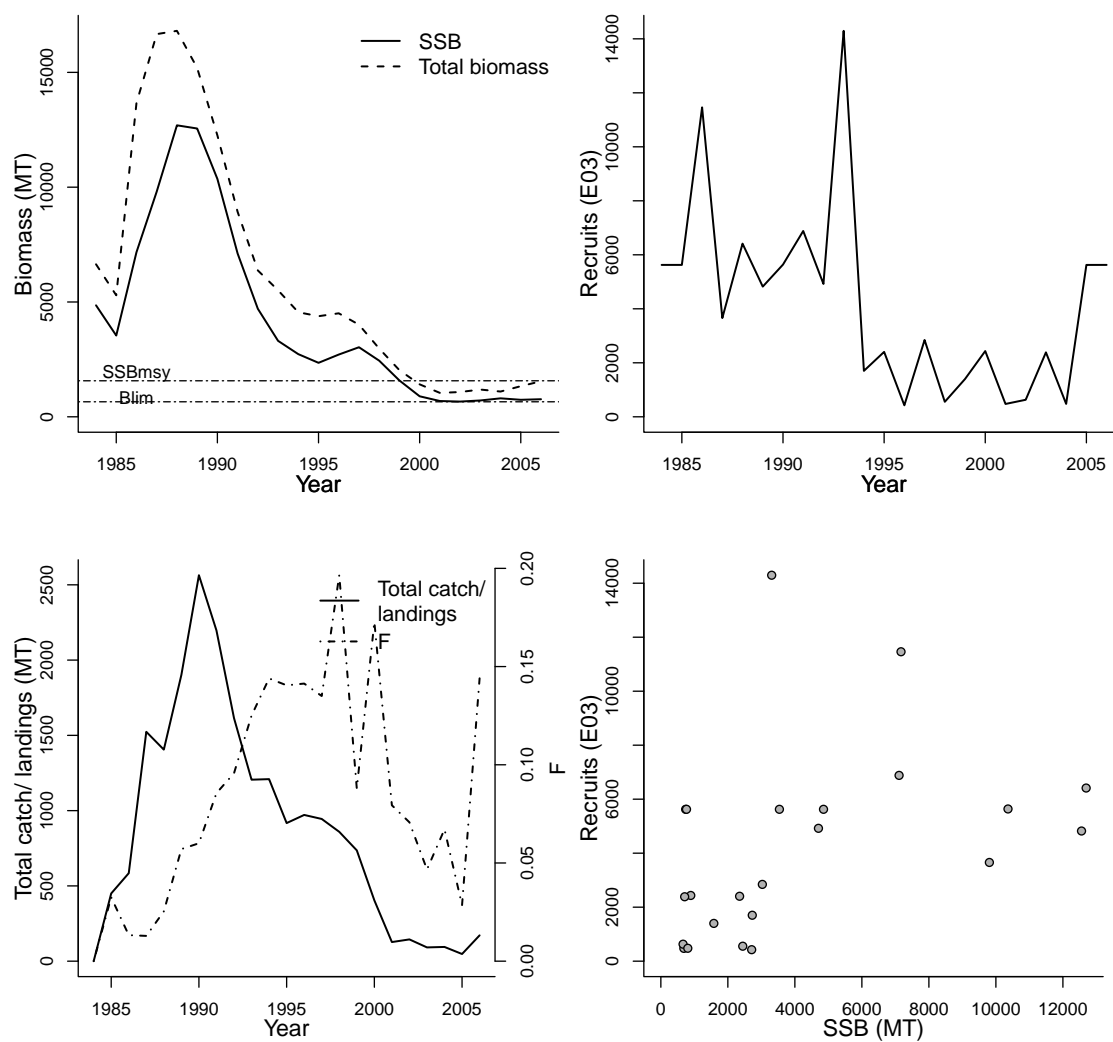 SSB
Total biomass
Biomass (MT)
0
5000
10000
15000
SSBmsy
Blim
1985
1990
1995
2000
2005
Year
Recruits (E03)
0
2000
6000
10000
14000
1985
1990
1995
2000
2005
Year
Total catch/
landings
F
Total catch/ landings (MT)
0
500
1000
1500
2000
2500
F
0.00
0.05
0.10
0.15
0.20
1985
1990
1995
2000
2005
Year
Recruits (E03)
0
2000
6000
10000
14000
0
2000
4000
6000
8000
10000
12000
SSB (MT)